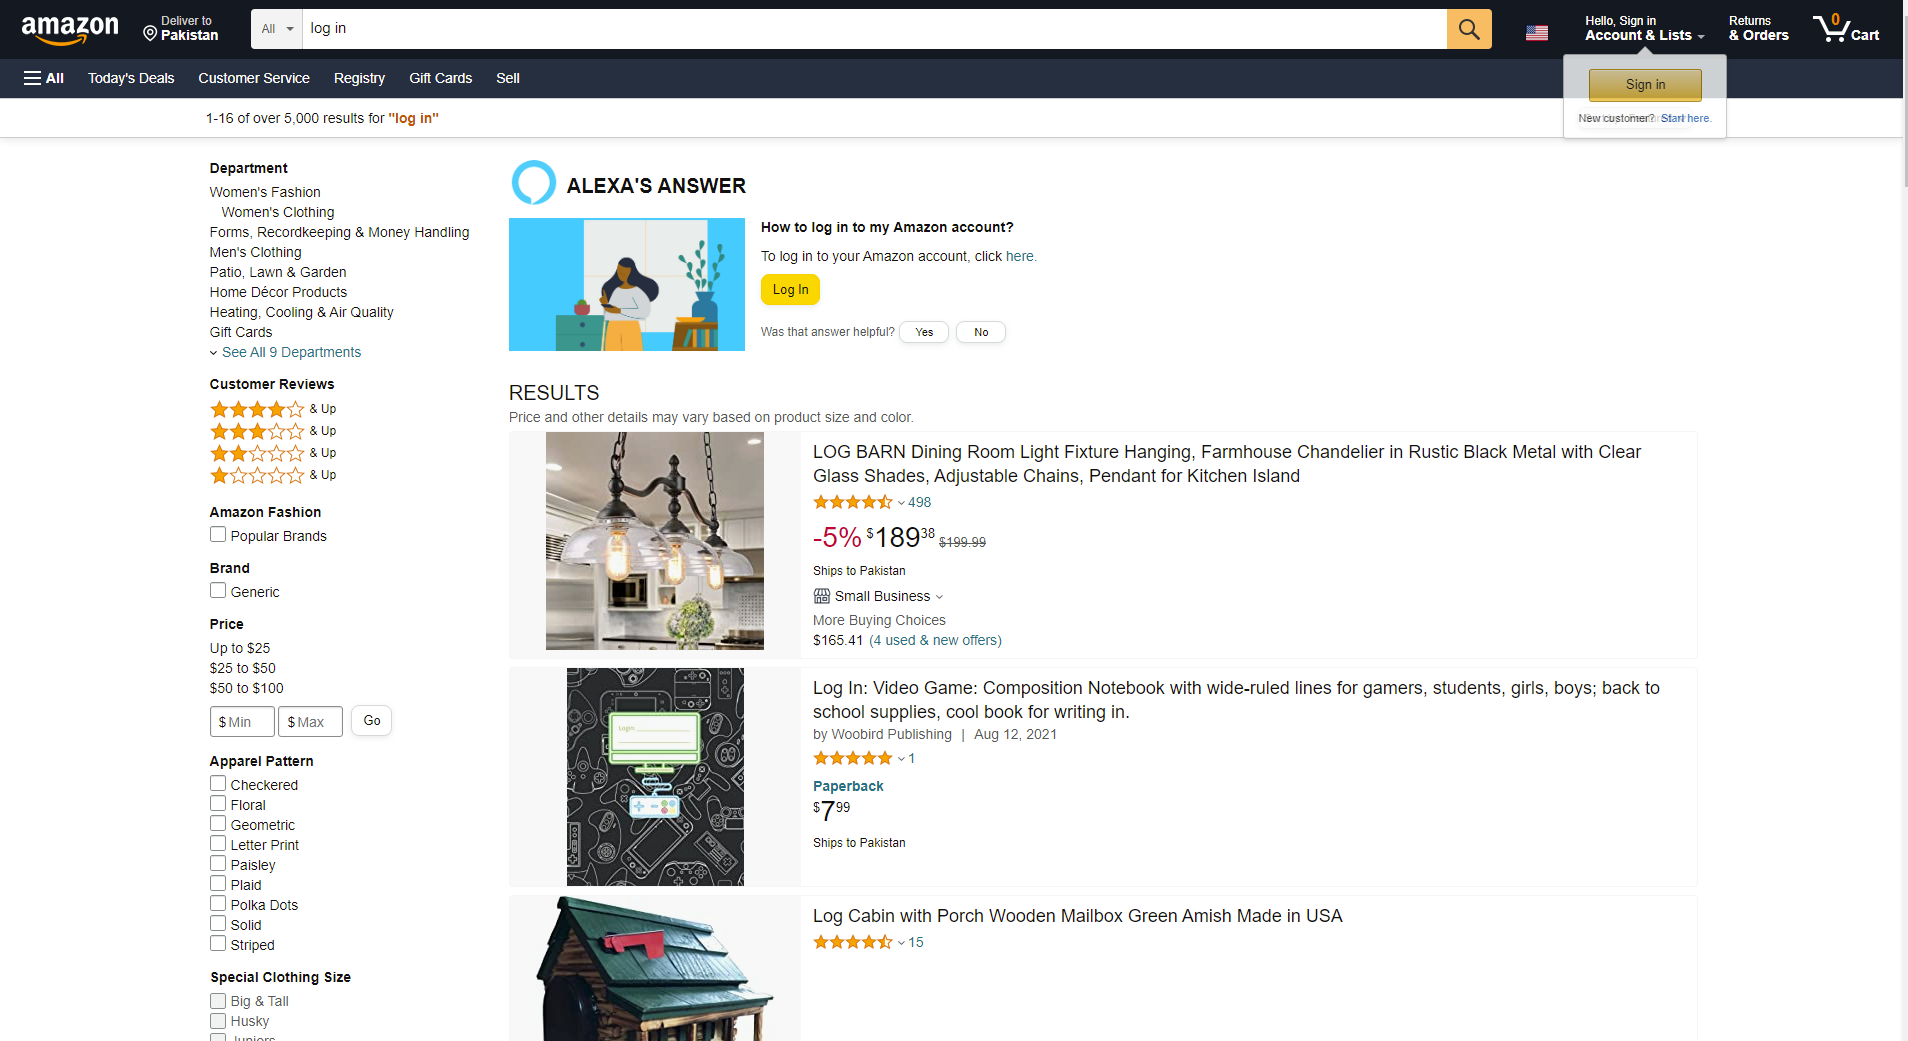 amazon
Deliver to
Pakistan
All
log in
Hello, Sign in
Account & Lists
Returns
& Orders
0
Cart
All
Today's Deals
Customer Service
Registry
Gift Cards
Sell
Sign in
New customer? Start here.
1-16 of over 5,000 results for "log in"
Department
Women's Fashion
Women's Clothing
Forms, Recordkeeping & Money Handling
Men's Clothing
Patio, Lawn & Garden
Home Décor Products
Heating, Cooling & Air Quality
Gift Cards
See All 9 Departments
Customer Reviews
& Up
& Up
& Up
& Up
Amazon Fashion
Popular Brands
Brand
Generic
Price
Up to $25
$25 to $50
$50 to $100
$ Min
$ Max
Go
Apparel Pattern
Checkered
Floral
Geometric
Letter Print
Paisley
Plaid
Polka Dots
Solid
Striped
Special Clothing Size
Big & Tall
Husky
Juniors
ALEXA'S ANSWER
How to log in to my Amazon account?
To log in to your Amazon account, click here.
Log In
Was that answer helpful?
Yes
No
RESULTS
Price and other details may vary based on product size and color.
LOG BARN Dining Room Light Fixture Hanging, Farmhouse Chandelier in Rustic Black Metal with Clear
Glass Shades, Adjustable Chains, Pendant for Kitchen Island
498
-5% $189.38 $199.99
Ships to Pakistan
Small Business
More Buying Choices
$165.41 (4 used & new offers)
Login:
Log In: Video Game: Composition Notebook with wide-ruled lines for gamers, students, girls, boys; back to
school supplies, cool book for writing in.
by Woobird Publishing | Aug 12, 2021
1
Paperback
$7.99
Ships to Pakistan
Log Cabin with Porch Wooden Mailbox Green Amish Made in USA
15